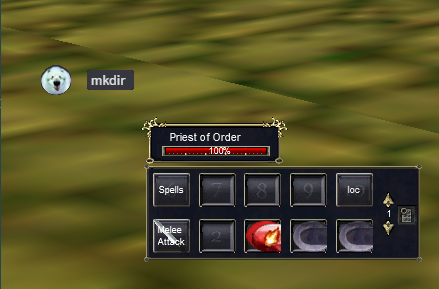 mkdir
Priest of Order
100%
Spells 7 8 9 loc
1
Melee 2
Attack